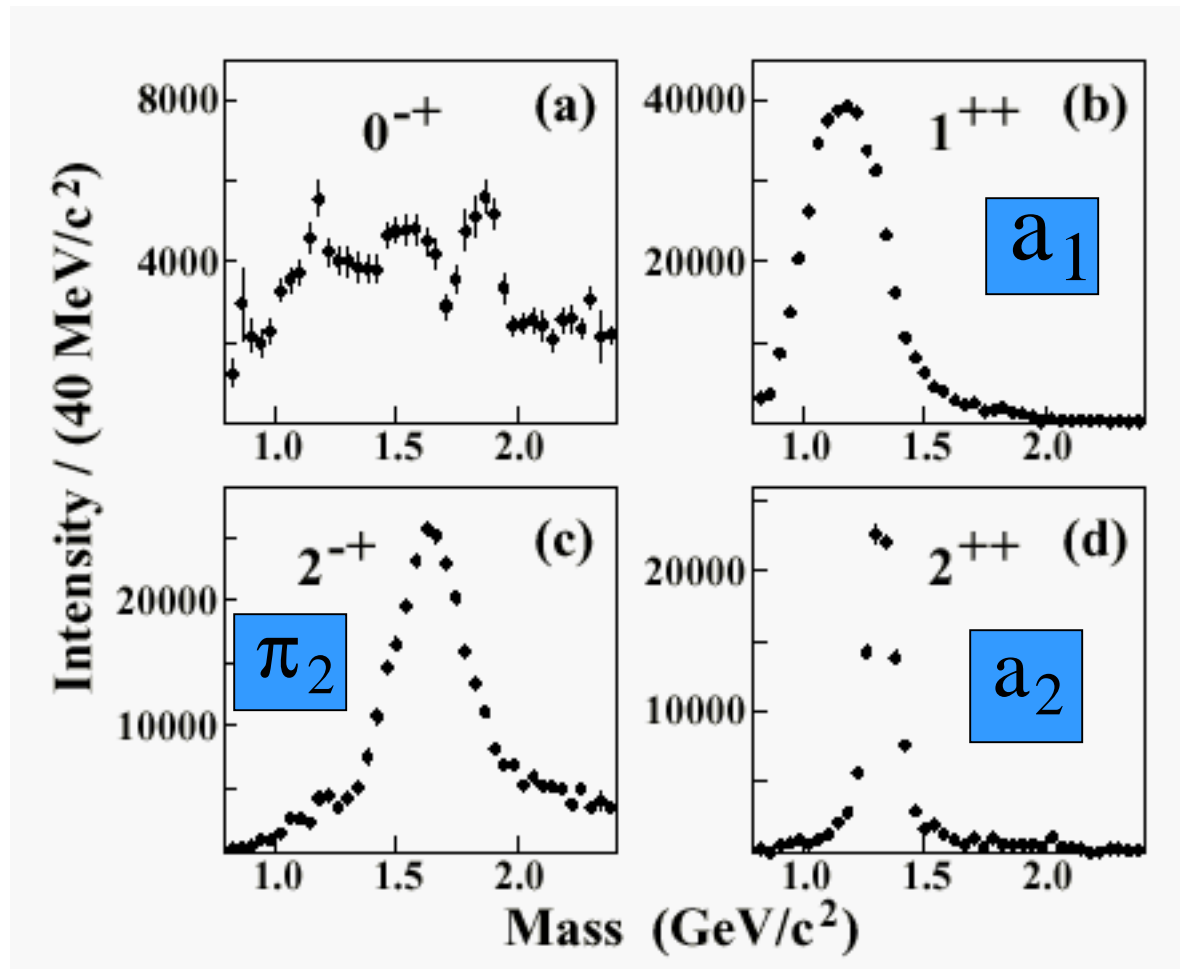 Intensity / (40 MeV/c²)
8000
4000
0⁻⁺
(a)
1.0 1.5 2.0
40000
20000
1⁺⁺
(b)
a₁
1.0 1.5 2.0
20000
10000
2⁻⁺
(c)
π₂
1.0 1.5 2.0
20000
10000
2⁺⁺
(d)
a₂
1.0 1.5 2.0
Mass (GeV/c²)